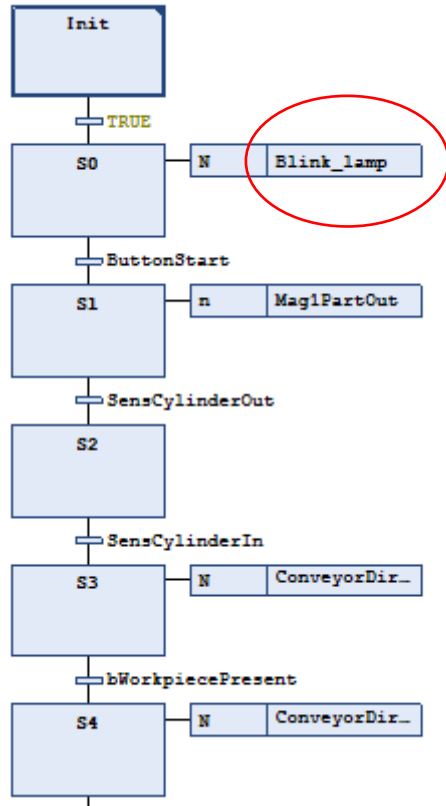 Init
TRUE
S0 N Blink_lamp
ButtonStart
S1 n Mag1PartOut
SensCylinderOut
S2
SensCylinderIn
S3 N ConveyorDir…
bWorkpiecePresent
S4 N ConveyorDir…